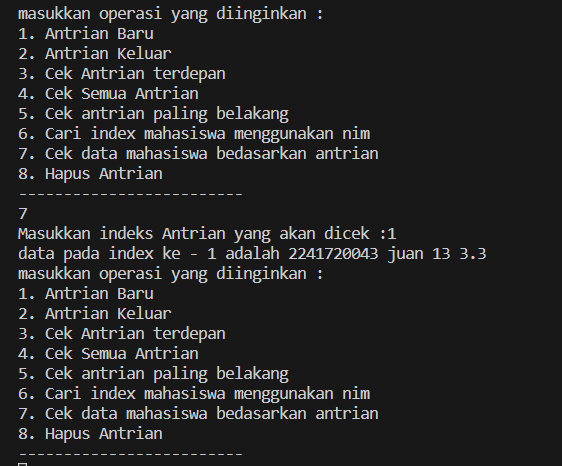 masukkan operasi yang diinginkan :
1. Antrian Baru
2. Antrian Keluar
3. Cek Antrian terdepan
4. Cek Semua Antrian
5. Cek antrian paling belakang
6. Cari index mahasiswa menggunakan nim
7. Cek data mahasiswa bedasarkan antrian
8. Hapus Antrian
-------------------------
7
Masukkan indeks Antrian yang akan dicek :1
data pada index ke - 1 adalah 2241720043 juan 13 3.3
masukkan operasi yang diinginkan :
1. Antrian Baru
2. Antrian Keluar
3. Cek Antrian terdepan
4. Cek Semua Antrian
5. Cek antrian paling belakang
6. Cari index mahasiswa menggunakan nim
7. Cek data mahasiswa bedasarkan antrian
8. Hapus Antrian
-------------------------